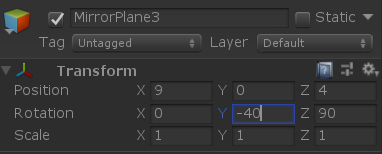 MirrorPlane3 Static
Tag Untagged Layer Default
Transform
Position X 9 Y 0 Z 4
Rotation X 0 Y -40 Z 90
Scale X 1 Y 1 Z 1